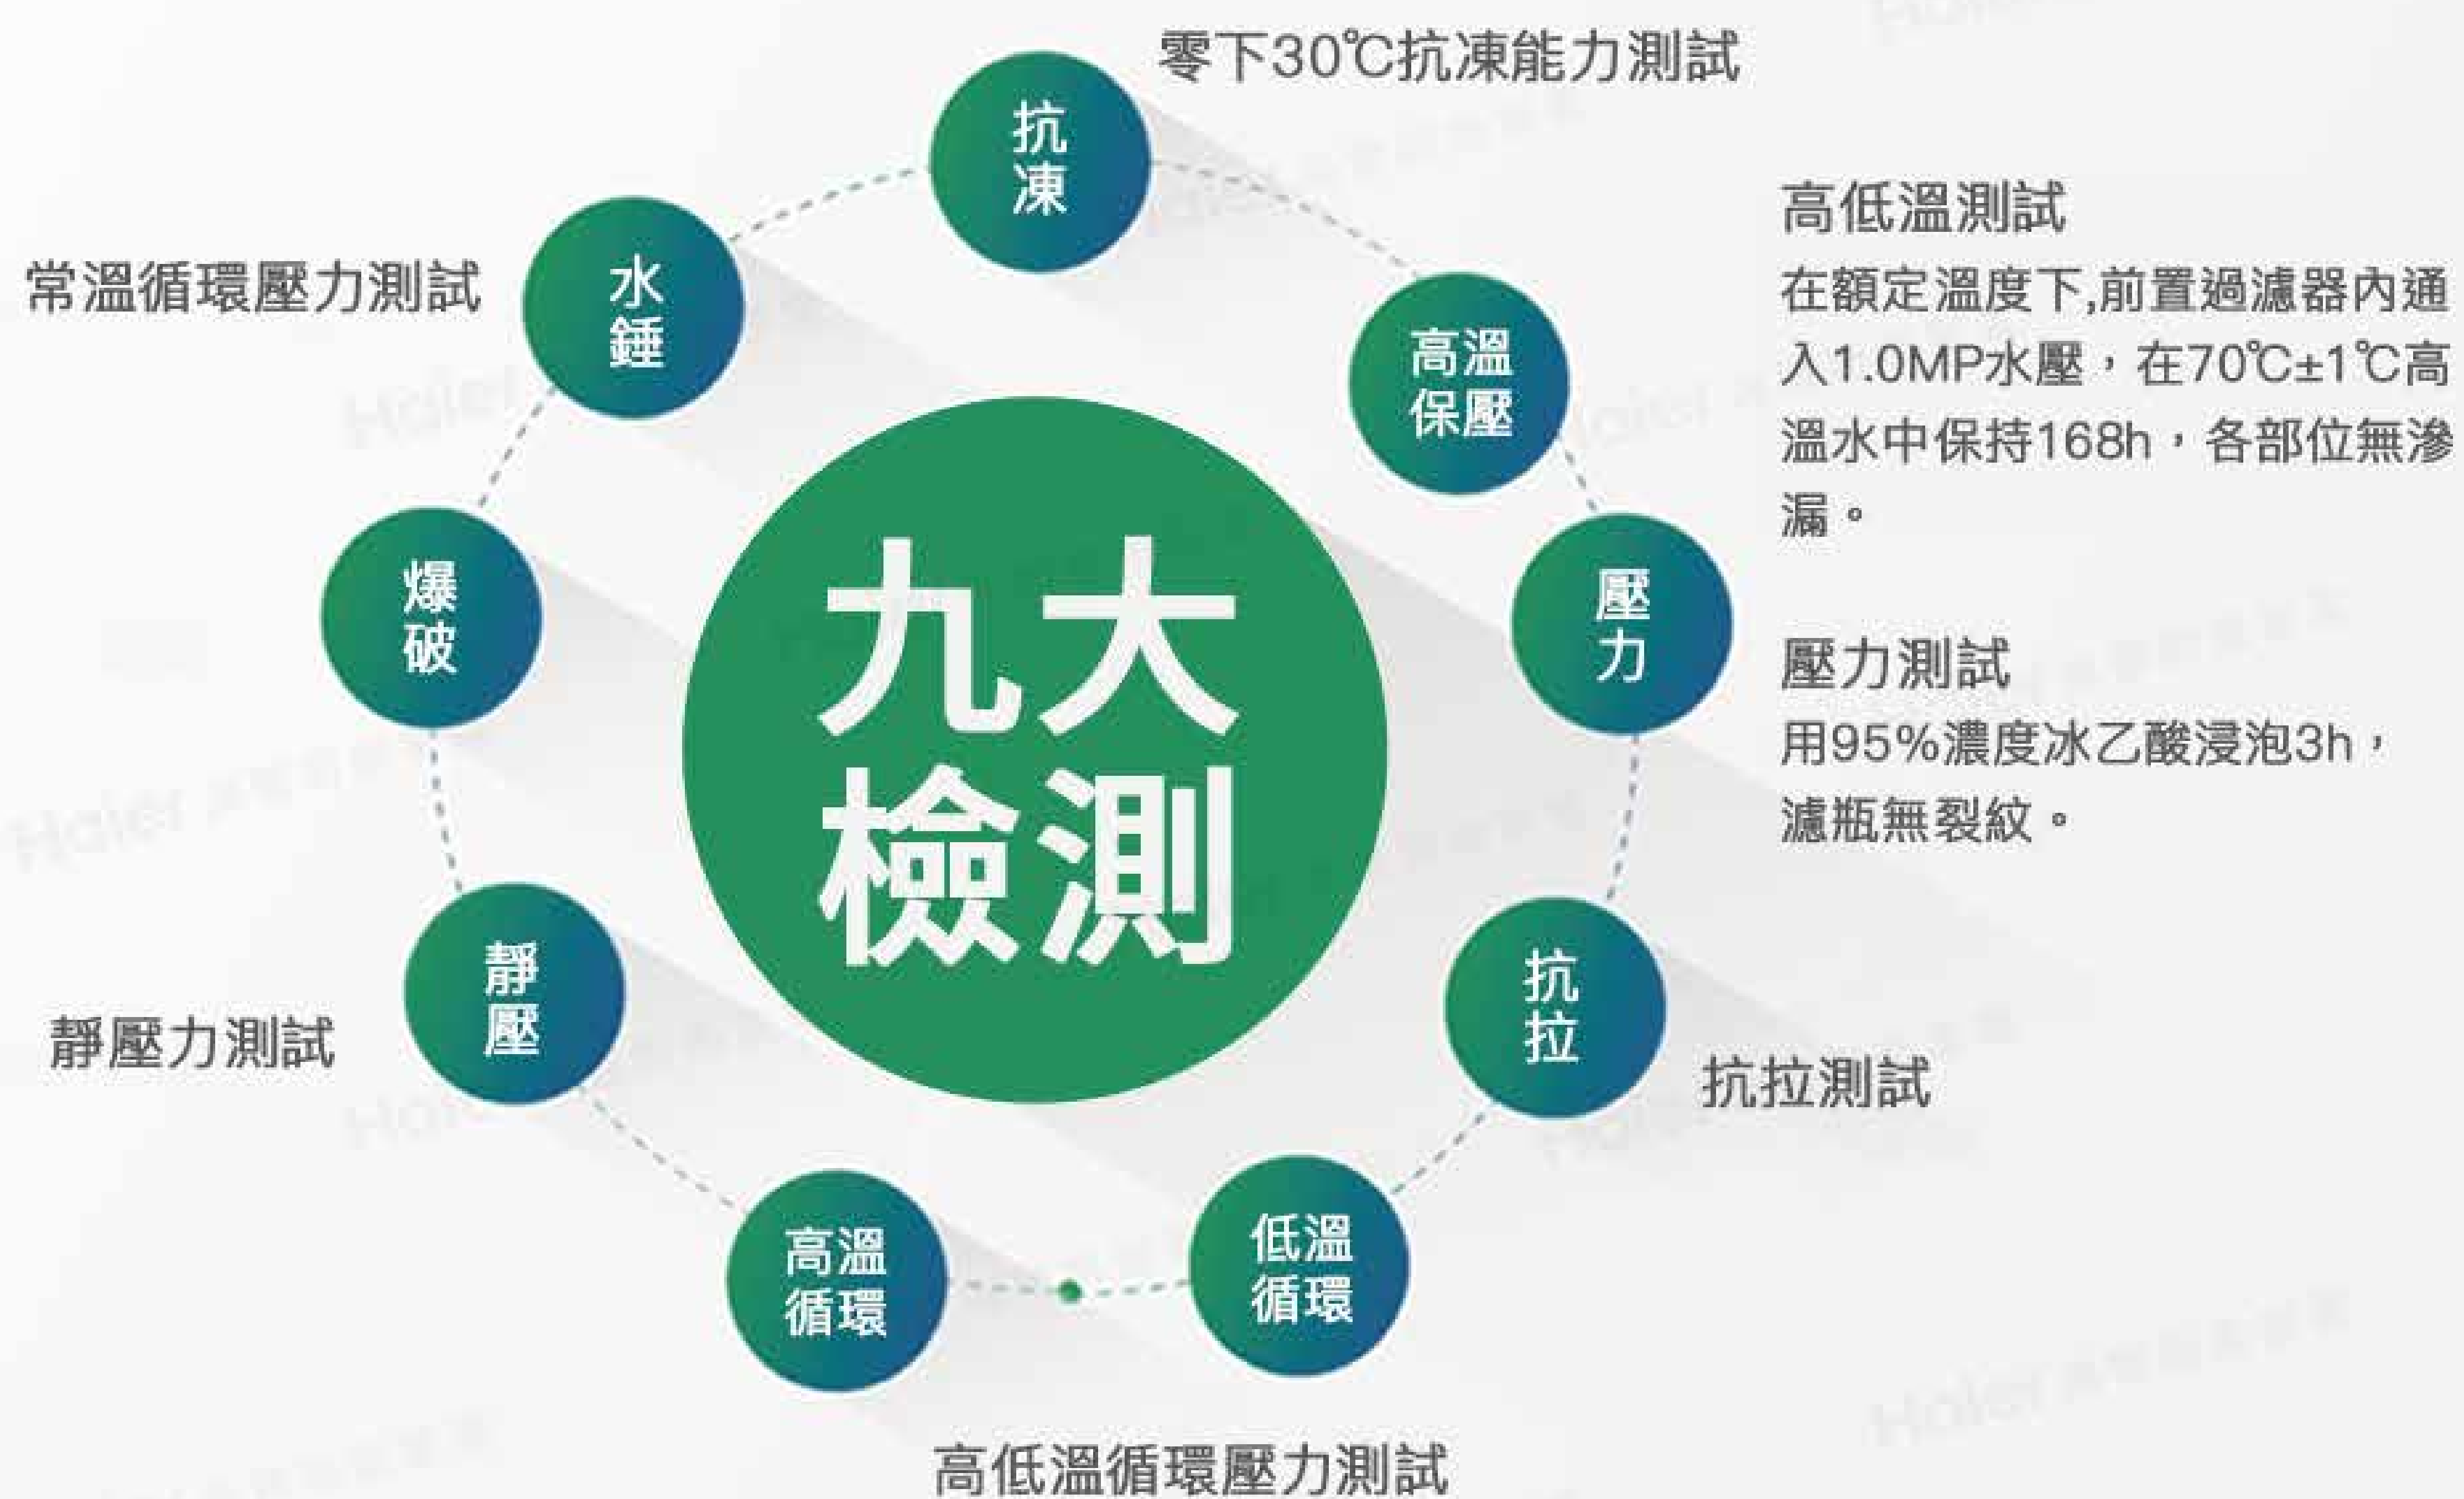 零下30℃抗凍能力測試
抗
凍
水
錘
常溫循環壓力測試
高溫
保壓
高低溫測試
在額定溫度下,前置過濾器內通
入1.0MP水壓，在70℃±1℃高
溫水中保持168h，各部位無滲
漏。
爆
破
九大
檢測
壓
力
壓力測試
用95%濃度冰乙酸浸泡3h，
濾瓶無裂紋。
靜
壓
靜壓力測試
抗
拉
抗拉測試
高溫
循環
低溫
循環
高低溫循環壓力測試
Haier